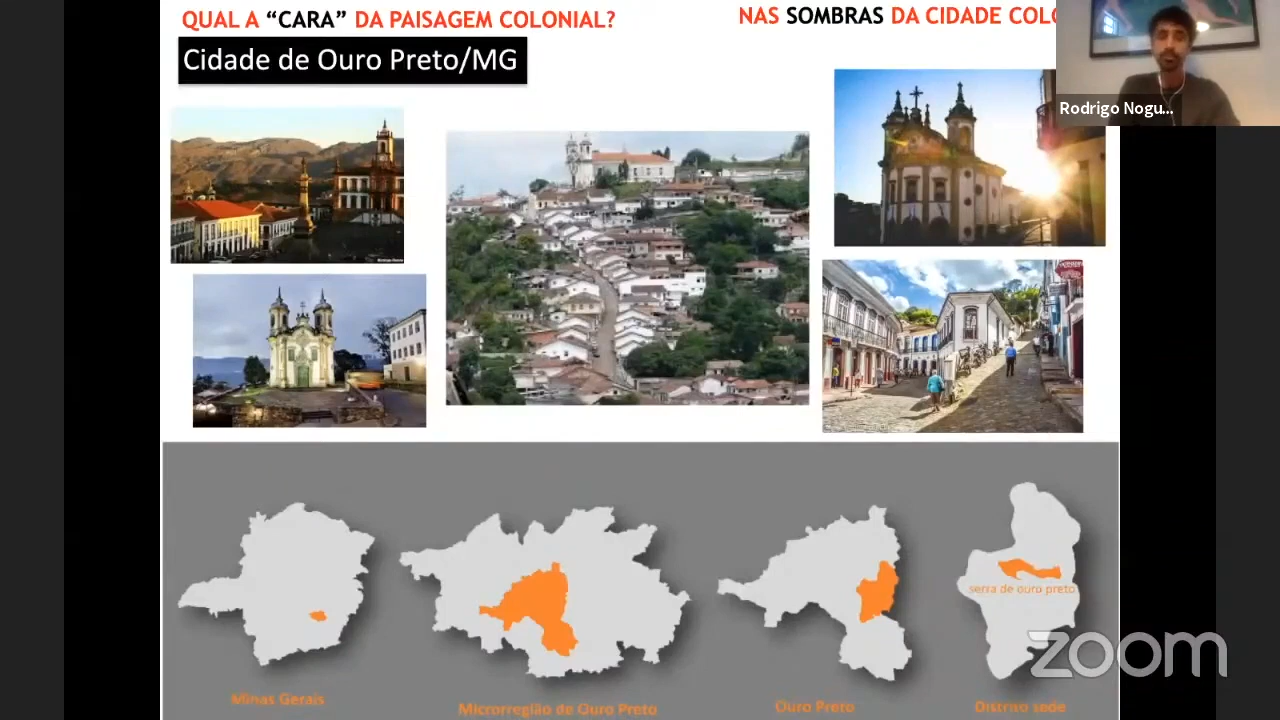 QUAL A “CARA” DA PAISAGEM COLONIAL?
NAS SOMBRAS DA CIDADE COLO
Cidade de Ouro Preto/MG
Rodrigo Nogu...
serra de ouro preto
zoom
Minas Gerais
Microrregião de Ouro Preto
Ouro Preto
Distrito sede